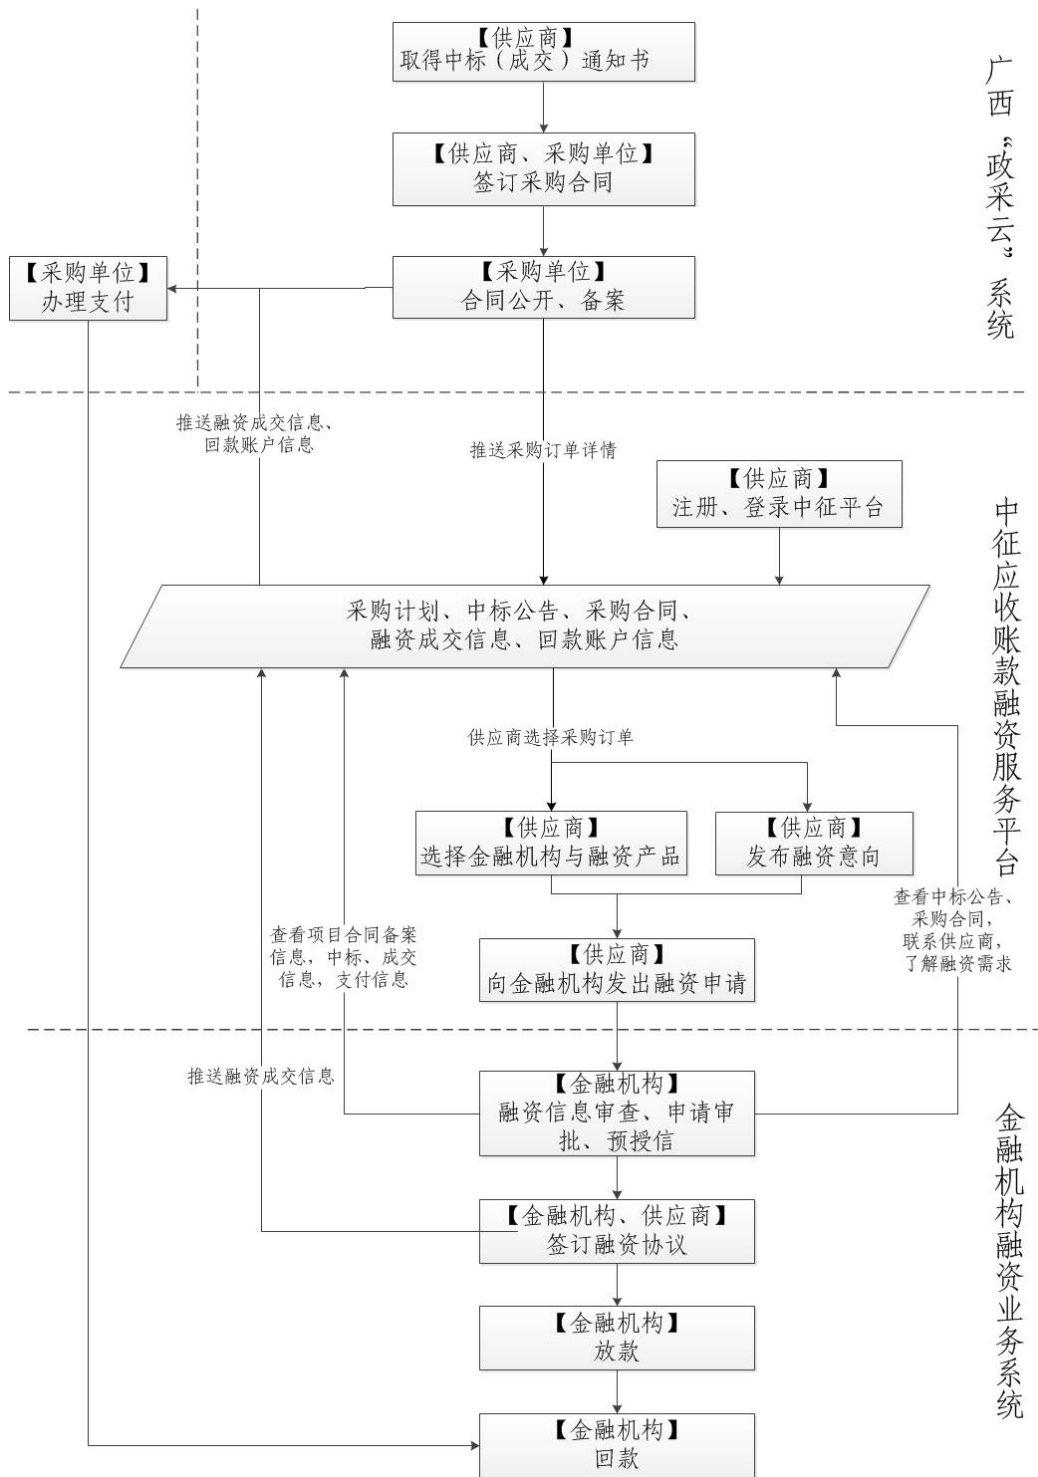 【供应商】
取得中标（成交）通知书
广西“政采云”系统
【供应商、采购单位】
签订采购合同
【采购单位】
办理支付
【采购单位】
合同公开、备案
推送融资成交信息、
回款账户信息
推送采购订单详情
【供应商】
注册、登录中征平台
中征应收账款融资服务平台
采购计划、中标公告、采购合同、
融资成交信息、回款账户信息
供应商选择采购订单
【供应商】
选择金融机构与融资产品
【供应商】
发布融资意向
查看项目合同备案
信息，中标、成交
信息，支付信息
查看中标公告、
采购合同，
联系供应商，
了解融资需求
【供应商】
向金融机构发出融资申请
推送融资成交信息
【金融机构】
融资信息审查、申请审
批、预授信
金融机构融资业务系统
【金融机构、供应商】
签订融资协议
【金融机构】
放款
【金融机构】
回款